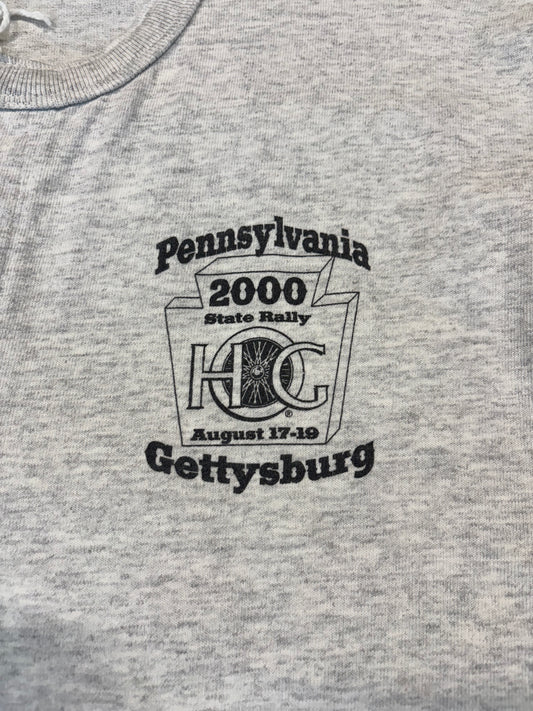 Pennsylvania
2000
State Rally
HOG
®
August 17-19
Gettysburg